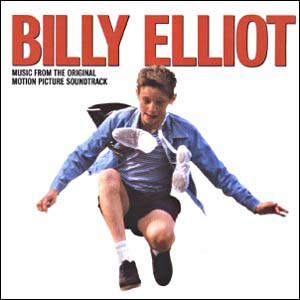 BILLY ELLIOT
MUSIC FROM THE ORIGINAL
MOTION PICTURE SOUNDTRACK